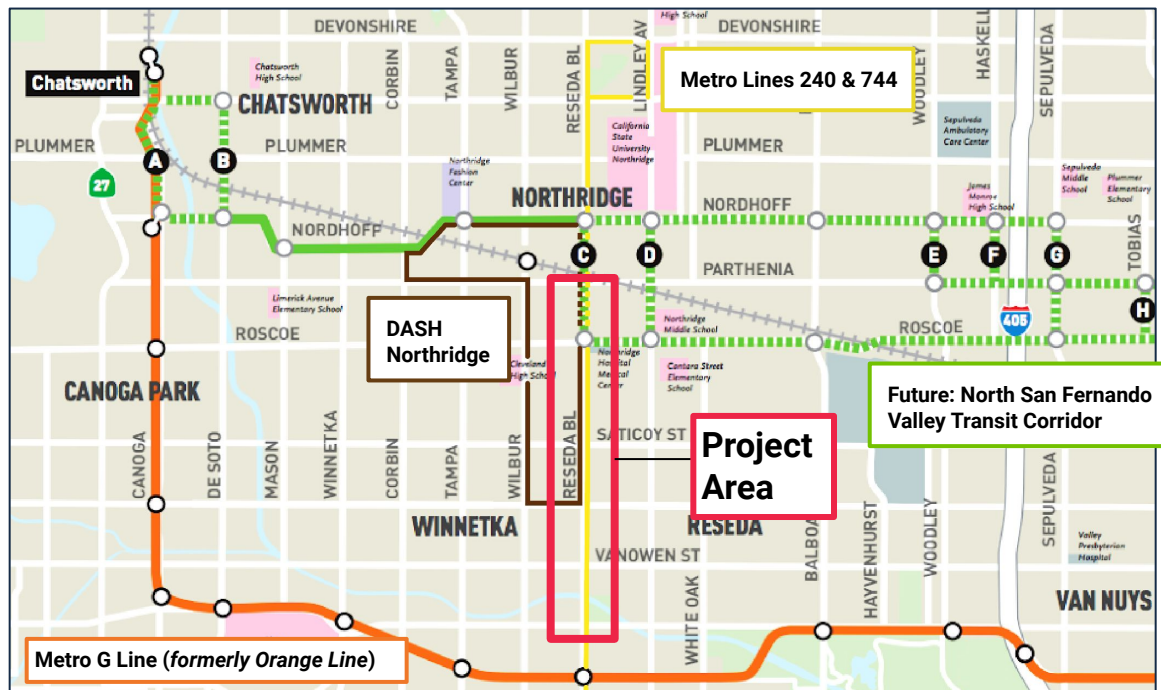 DEVONSHIRE
High School
DEVONSHIRE
LINDLEY AV
HASKELL
SEPULVEDA
Chatsworth
Chatsworth
High School
CHATSWORTH
CORBIN
TAMPA
WILBUR
RESEDA BL
Metro Lines 240 & 744
WOODLEY
PLUMMER
PLUMMER
California
State
University
Northridge
PLUMMER
Sepulveda
Ambulatory
Care Center
A
B
27
Northridge
Fashion
Center
NORTHRIDGE
NORDHOFF
James
Monroe
High School
Sepulveda
Middle
School
Plummer
Elementary
School
NORDHOFF
C
D
E
F
G
TOBIAS
PARTHENIA
Limerick Avenue
Elementary School
ROSCOE
DASH
Northridge
Cleveland
High School
Northridge
Middle School
Northridge
Hospital
Medical
Center
Cantara Street
Elementary
School
405
ROSCOE
H
CANOGA PARK
Future: North San Fernando
Valley Transit Corridor
CANOGA
DE SOTO
MASON
WINNETKA
CORBIN
TAMPA
WILBUR
RESEDA BL
SATICOY ST
Project
Area
WINNETKA
RESEDA
VANOWEN ST
WHITE OAK
BALBOA
HAYVENHURST
WOODLEY
SEPULVEDA
Valley
Presbyterian
Hospital
VAN NUYS
Metro G Line (formerly Orange Line)